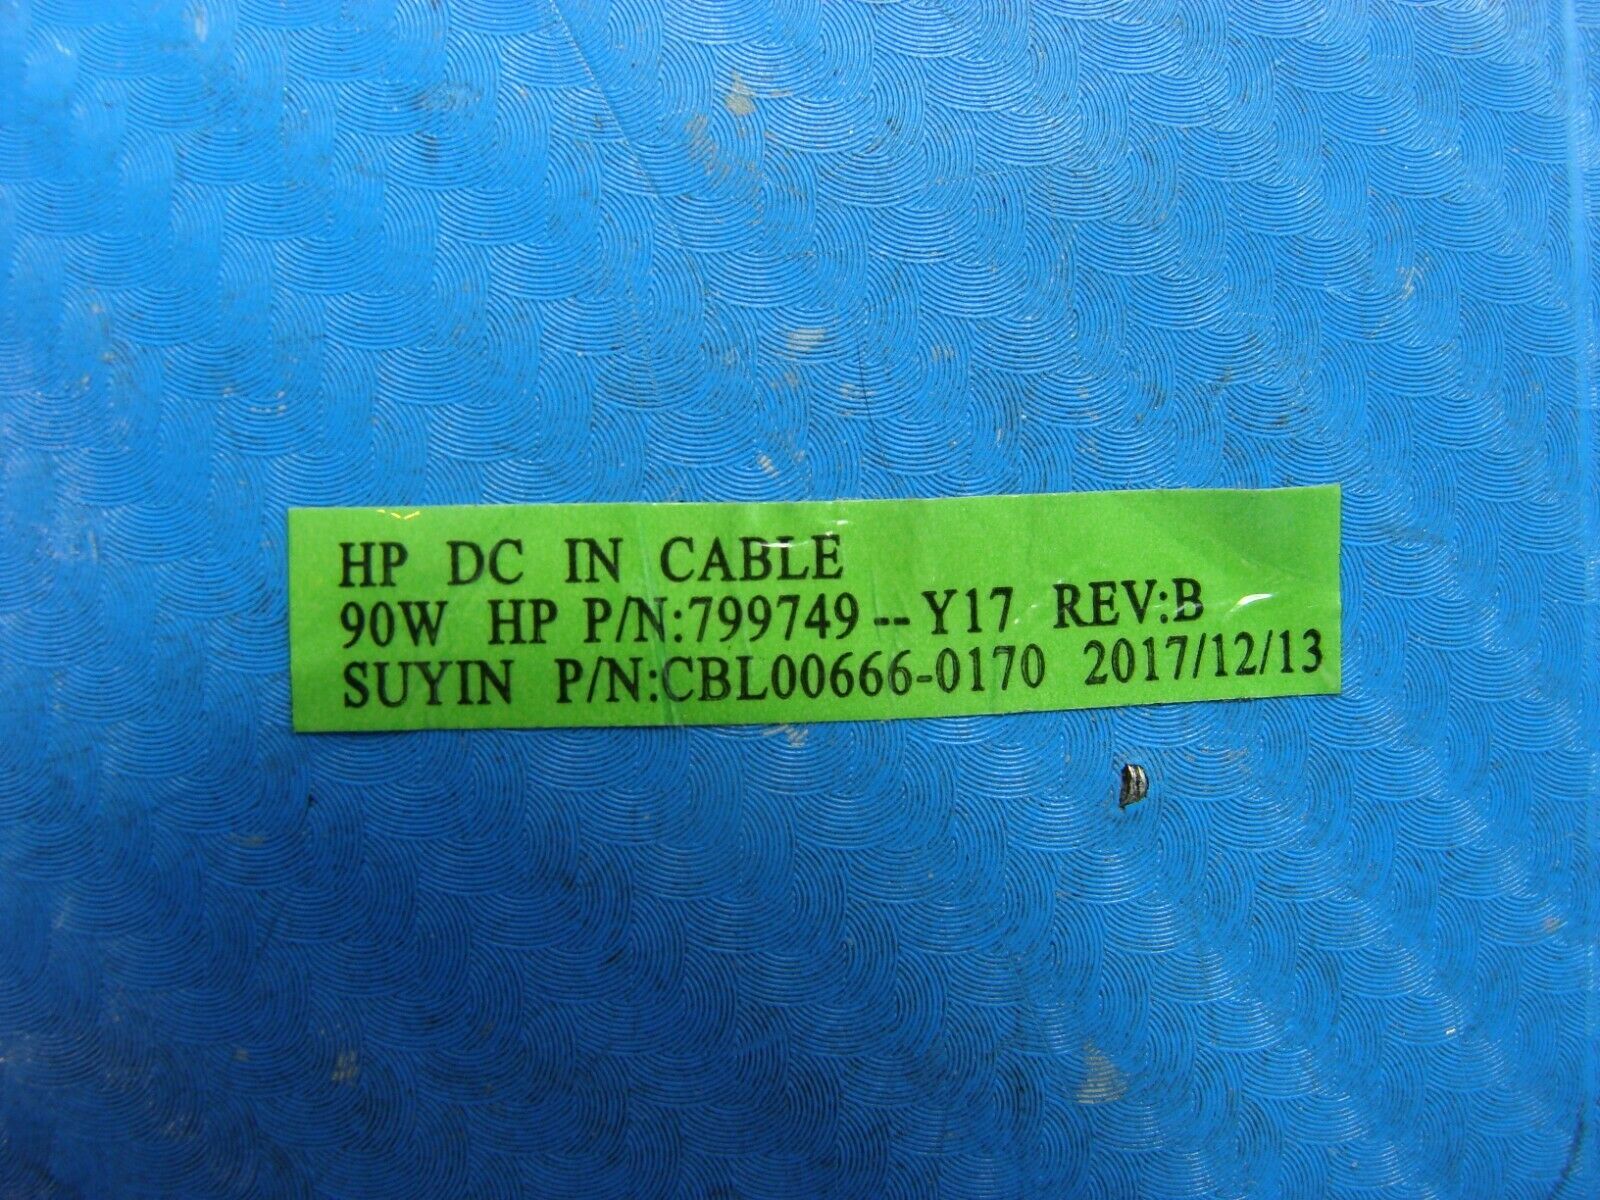 HP DC IN CABLE
90W HP P/N:799749--Y17 REV:B
SUYIN P/N:CBL00666-0170 2017/12/13